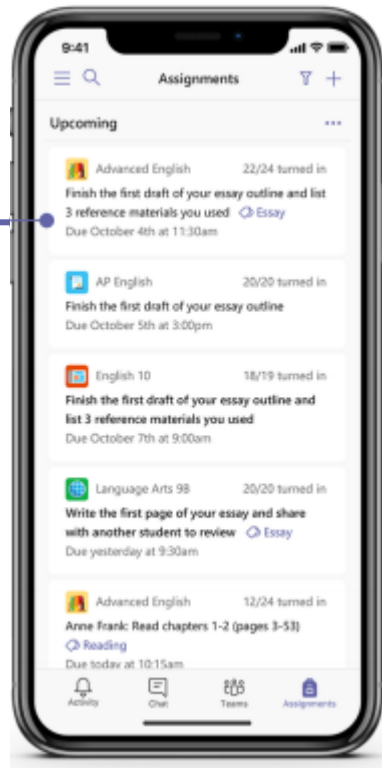 9:41
Assignments
Upcoming
Advanced English 22/24 turned in
Finish the first draft of your essay outline and list
3 reference materials you used Essay
Due October 4th at 11:30am
AP English 20/20 turned in
Finish the first draft of your essay outline
Due October 5th at 3:00pm
English 10 18/19 turned in
Finish the first draft of your essay outline and
list 3 reference materials you used
Due October 7th at 9:00am
Language Arts 9B 20/20 turned in
Write the first page of your essay and share
with another student to review Essay
Due yesterday at 9:30am
Advanced English 12/24 turned in
Anne Frank: Read chapters 1-2 (pages 3-53)
Reading
Due today at 10:15am
Activity Chat Teams Assignments